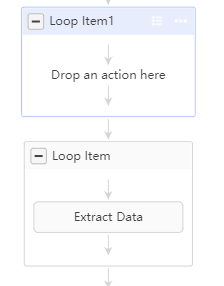 Loop Item1
Drop an action here
Loop Item
Extract Data